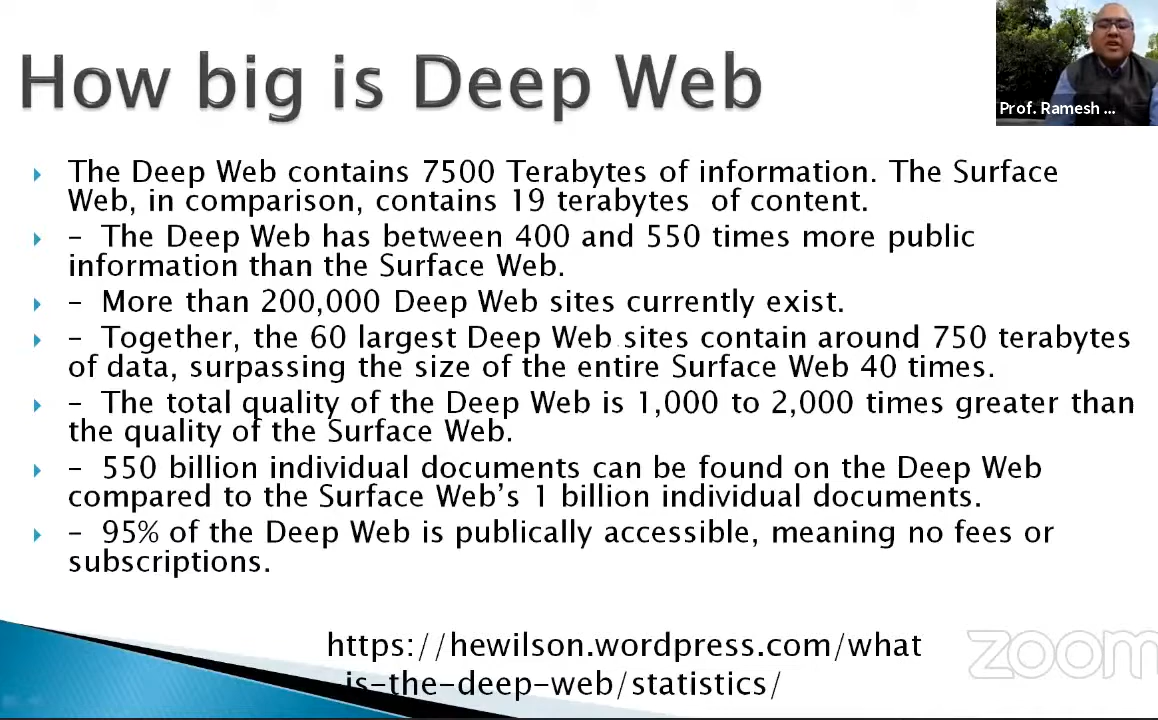 How big is Deep Web
Prof. Ramesh ...
The Deep Web contains 7500 Terabytes of information. The Surface
Web, in comparison, contains 19 terabytes of content.
– The Deep Web has between 400 and 550 times more public
information than the Surface Web.
– More than 200,000 Deep Web sites currently exist.
– Together, the 60 largest Deep Web sites contain around 750 terabytes
of data, surpassing the size of the entire Surface Web 40 times.
– The total quality of the Deep Web is 1,000 to 2,000 times greater than
the quality of the Surface Web.
– 550 billion individual documents can be found on the Deep Web
compared to the Surface Web’s 1 billion individual documents.
– 95% of the Deep Web is publically accessible, meaning no fees or
subscriptions.
https://hewilson.wordpress.com/what
is-the-deep-web/statistics/
zoom